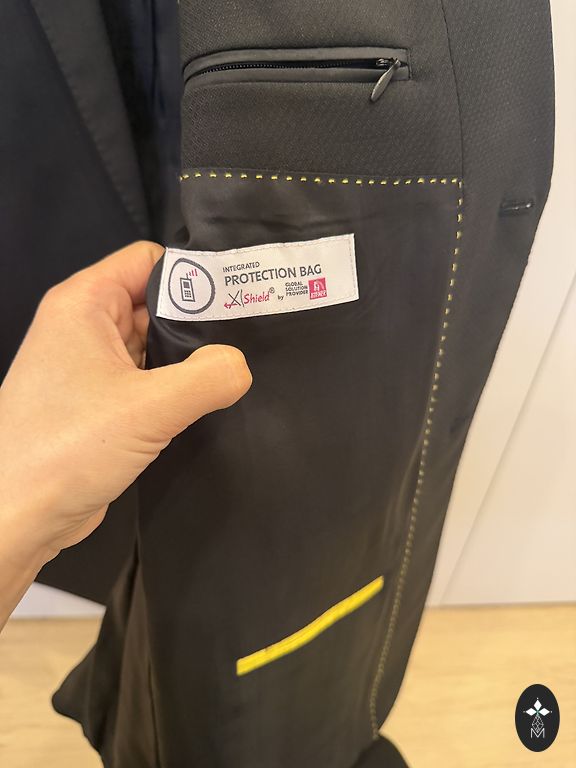 INTEGRATED
PROTECTION BAG
X|Shield® by GLOBAL SOLUTION PROVIDER
M